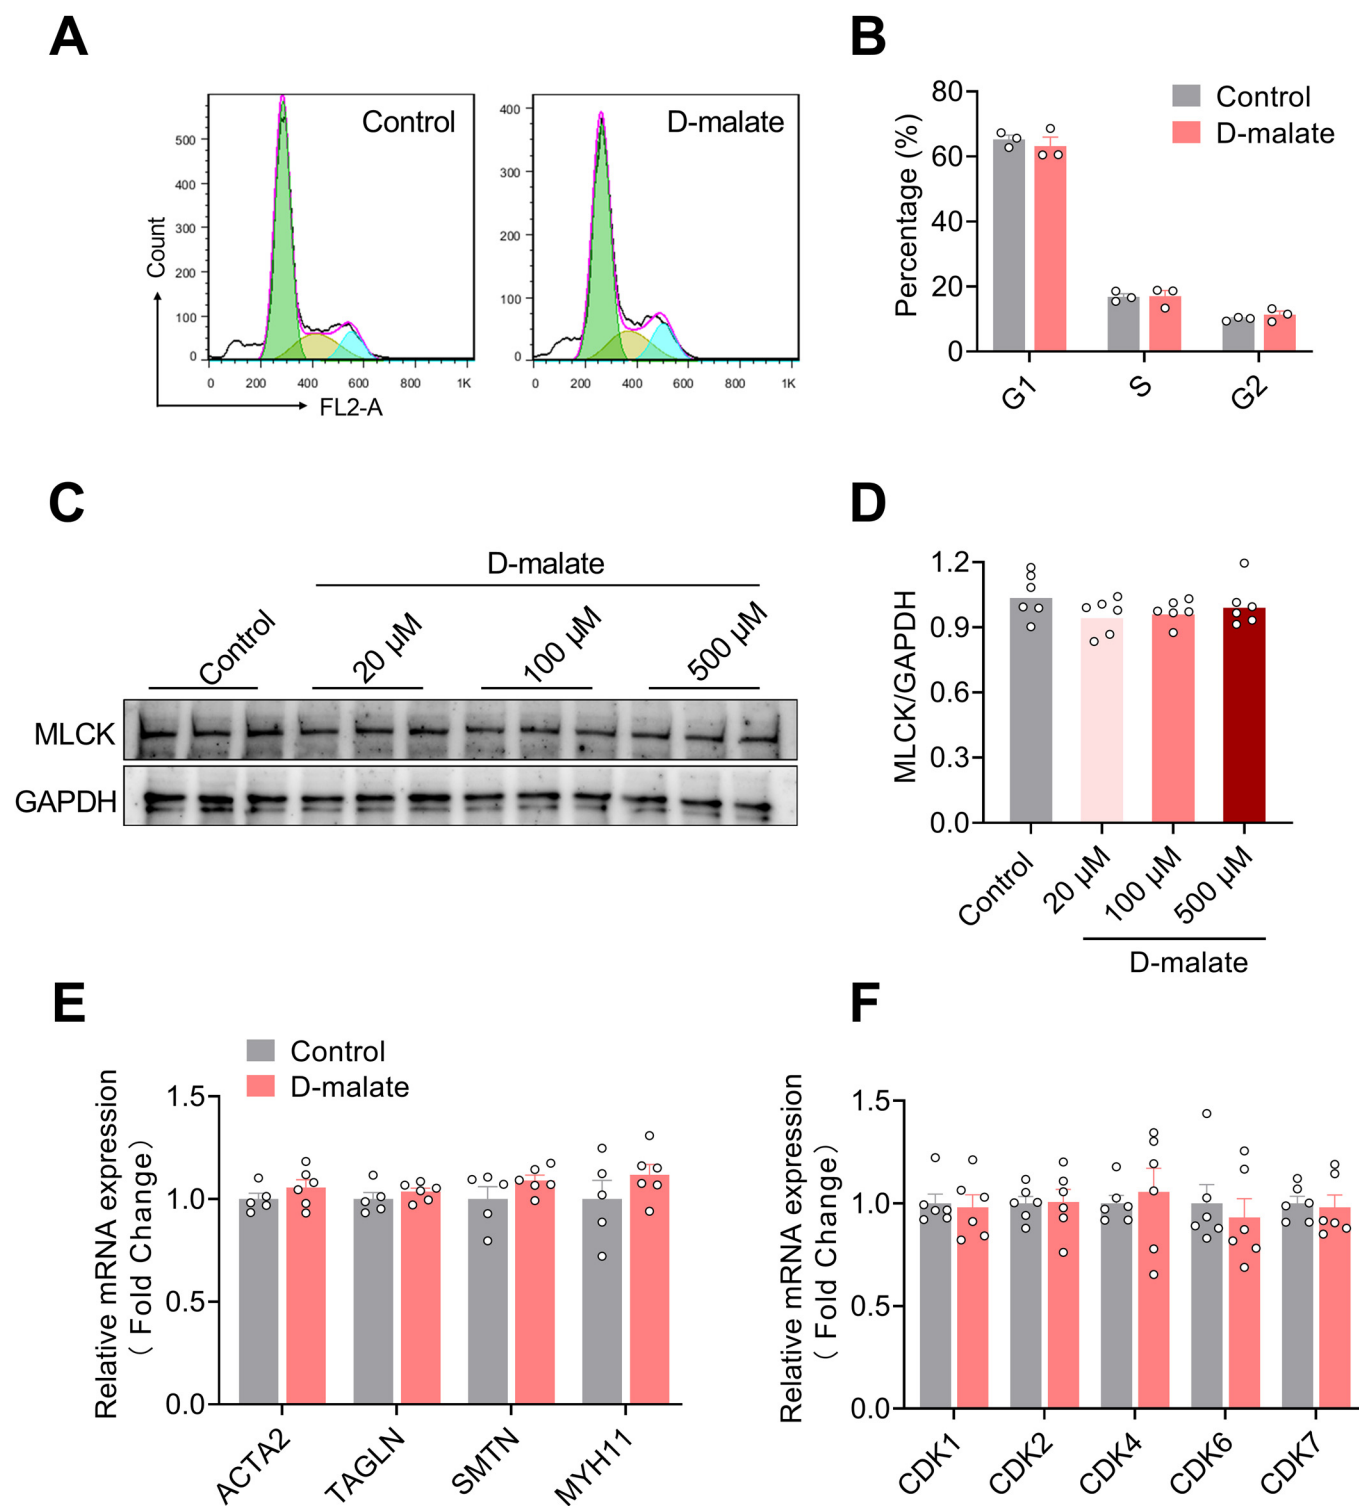 A
Control
D-malate
Count
500
400
300
200
100
0
400
300
200
100
0
0 200 400 600 800 1K
0 200 400 600 800 1K
FL2-A
B
Control
D-malate
Percentage (%)
80
60
40
20
0
G1
S
G2
C
D-malate
Control
20 μM
100 μM
500 μM
MLCK
GAPDH
D
MLCK/GAPDH
1.2
0.9
0.6
0.3
0.0
Control
20 μM
100 μM
500 μM
D-malate
E
Control
D-malate
Relative mRNA expression
( Fold Change)
1.5
1.0
0.5
0.0
ACTA2
TAGLN
SMTN
MYH11
F
Relative mRNA expression
( Fold Change)
1.5
1.0
0.5
0.0
CDK1
CDK2
CDK4
CDK6
CDK7